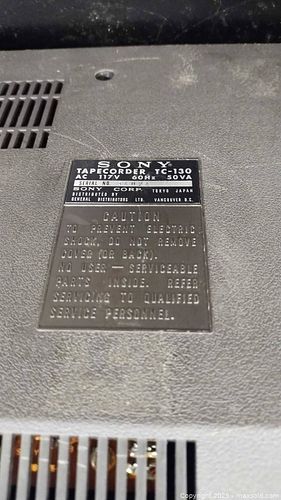 SONY
TAPECORDER TC-130
AC 117V 60Hz 50VA
SERIAL NO.
SONY CORP. TOKYO JAPAN
DISTRIBUTED BY
GENERAL DISTRIBUTORS LTD. VANCOUVER B.C.
CAUTION
TO PREVENT ELECTRIC
SHOCK, DO NOT REMOVE
COVER (OR BACK).
NO USER — SERVICEABLE
PARTS INSIDE. REFER
SERVICING TO QUALIFIED
SERVICE PERSONNEL.
Copyright 2023 - maxsold.com